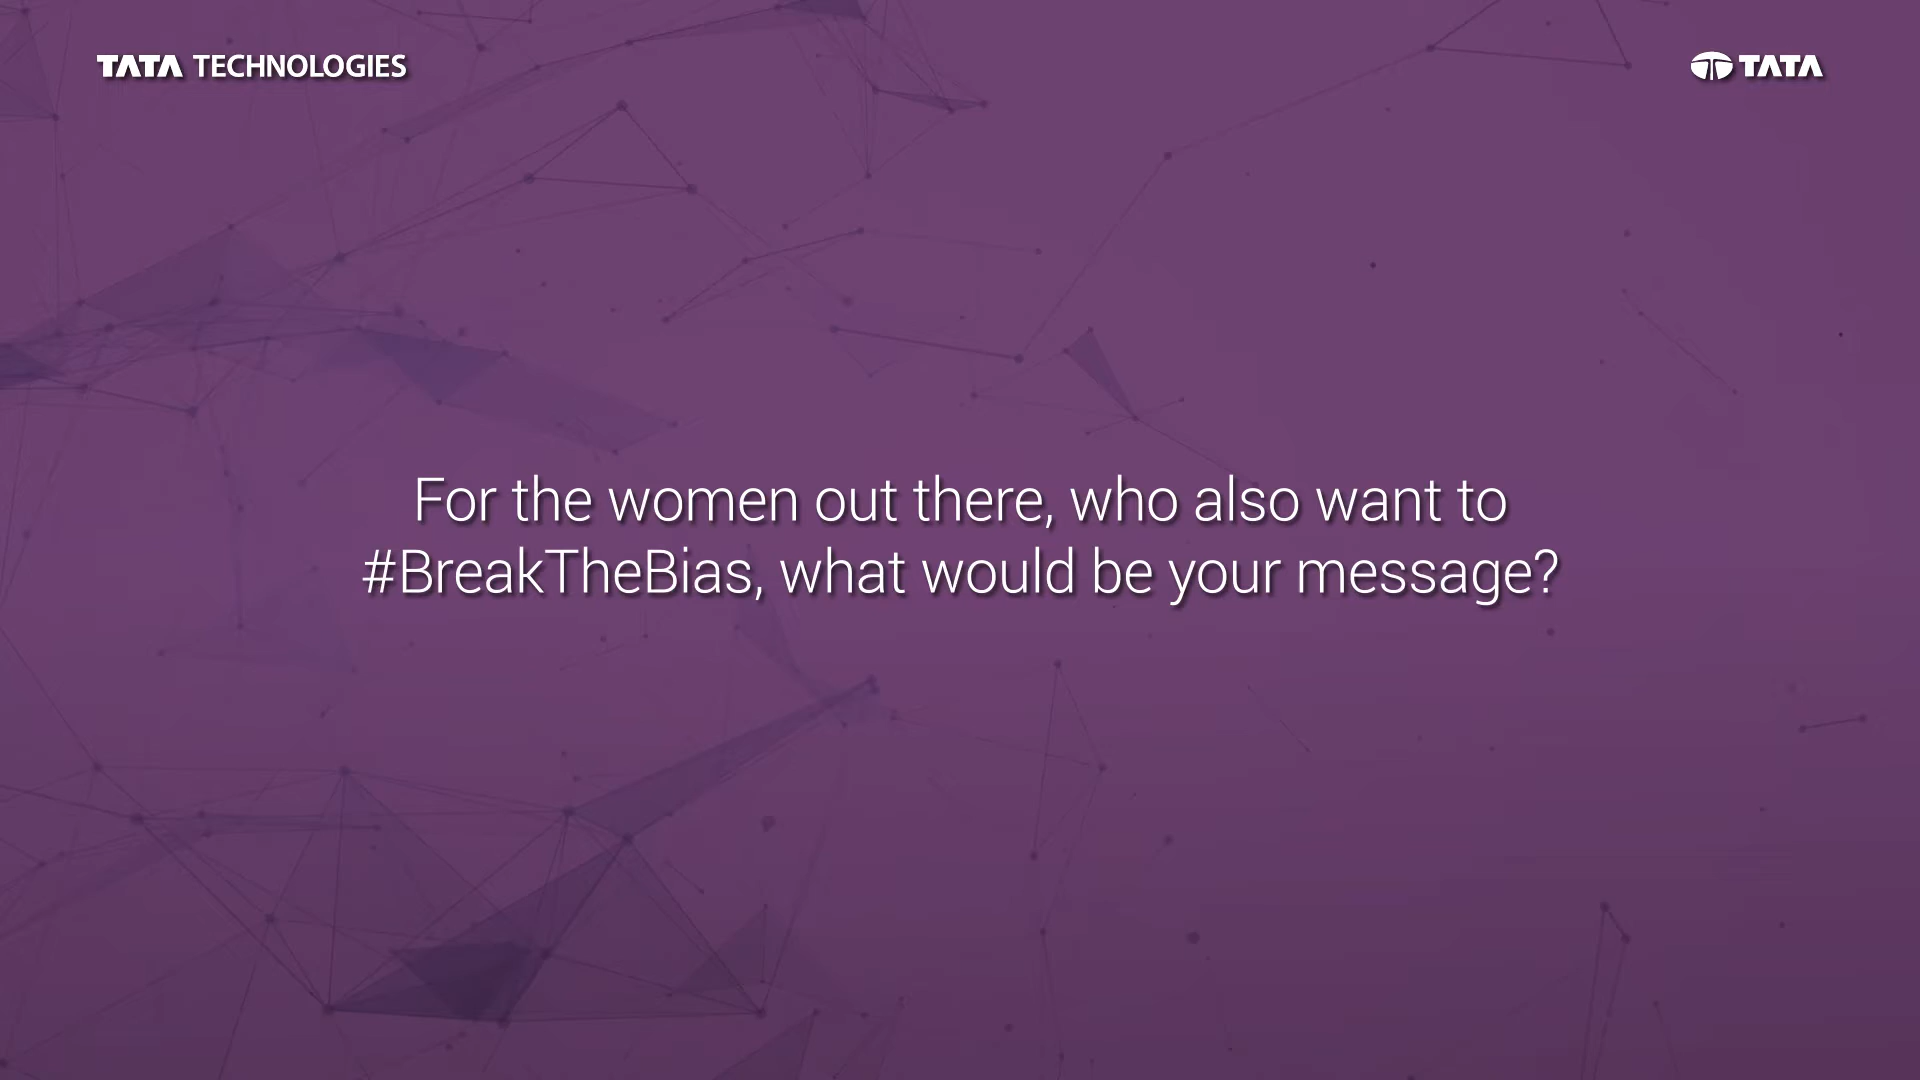 TATA TECHNOLOGIES
TATA
For the women out there, who also want to
#BreakTheBias, what would be your message?